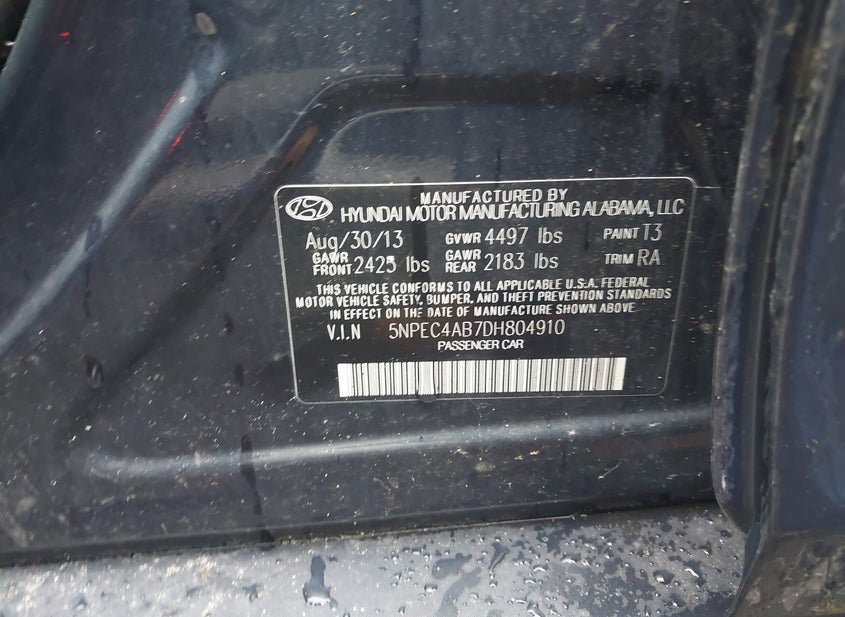 MANUFACTURED BY
HYUNDAI MOTOR MANUFACTURING ALABAMA, LLC
Aug/30/13 GVWR 4497 lbs PAINT T3
GAWR FRONT 2425 lbs GAWR REAR 2183 lbs TRIM RA
THIS VEHICLE CONFORMS TO ALL APPLICABLE U.S.A. FEDERAL
MOTOR VEHICLE SAFETY, BUMPER, AND THEFT PREVENTION STANDARDS
IN EFFECT ON THE DATE OF MANUFACTURE SHOWN ABOVE.
V.I.N 5NPEC4AB7DH804910
PASSENGER CAR